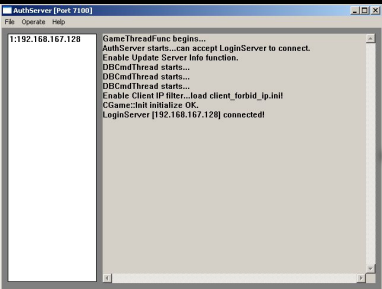 AuthServer [Port 7100]
File Operate Help
1:192.168.167.128
GameThreadFunc begins...
AuthServer starts...can accept LoginServer to connect.
Enable Update Server Info function.
DBCmdThread starts...
DBCmdThread starts...
DBCmdThread starts...
Enable Client IP filter...load client_forbid_ip.ini!
CGame::Init initialize OK.
LoginServer [192.168.167.128] connected!